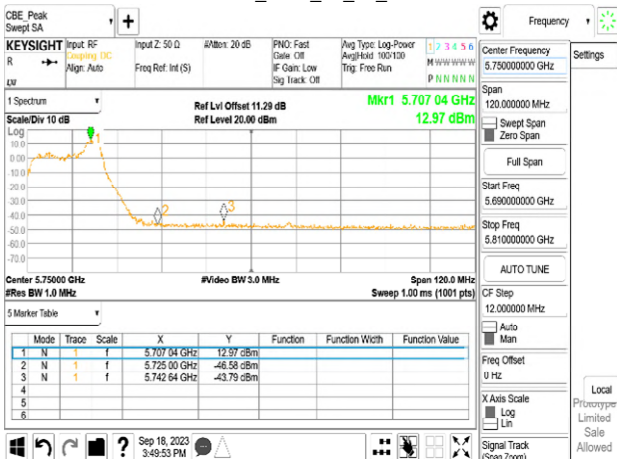 CBE_Peak
Swept SA
Frequency
Settings
KEYSIGHT
R
LXI
Input: RF
Coupling: DC
Align: Auto
Input Z: 50 Ω
Freq Ref: Int (S)
#Atten: 20 dB
PNO: Fast
Gate: Off
IF Gain: Low
Sig Track: Off
Avg Type: Log-Power
Avg|Hold: 100/100
Trig: Free Run
1 2 3 4 5 6
M W W W W W
P N N N N N
1 Spectrum
Scale/Div 10 dB
Ref Lvl Offset 11.29 dB
Ref Level 20.00 dBm
Mkr1 5.707 04 GHz
12.97 dBm
Log
10.0
0.00
-10.0
-20.0
-30.0
-40.0
-50.0
-60.0
-70.0
1
2
3
Center 5.75000 GHz
#Res BW 1.0 MHz
#Video BW 3.0 MHz
Span 120.0 MHz
Sweep 1.00 ms (1001 pts)
5 Marker Table
Mode Trace Scale X Y Function Function Width Function Value
1 N 1 f 5.707 04 GHz 12.97 dBm
2 N 1 f 5.725 00 GHz -46.58 dBm
3 N 1 f 5.742 64 GHz -43.79 dBm
4
5
6
Sep 18, 2023
3:49:53 PM
Center Frequency
5.750000000 GHz
Span
120.000000 MHz
Swept Span
Zero Span
Full Span
Start Freq
5.690000000 GHz
Stop Freq
5.810000000 GHz
AUTO TUNE
CF Step
12.000000 MHz
Auto
Man
Freq Offset
0 Hz
X Axis Scale
Log
Lin
Signal Track
(Span Zoom)
Local
Prototype
Limited
Sale
Allowed